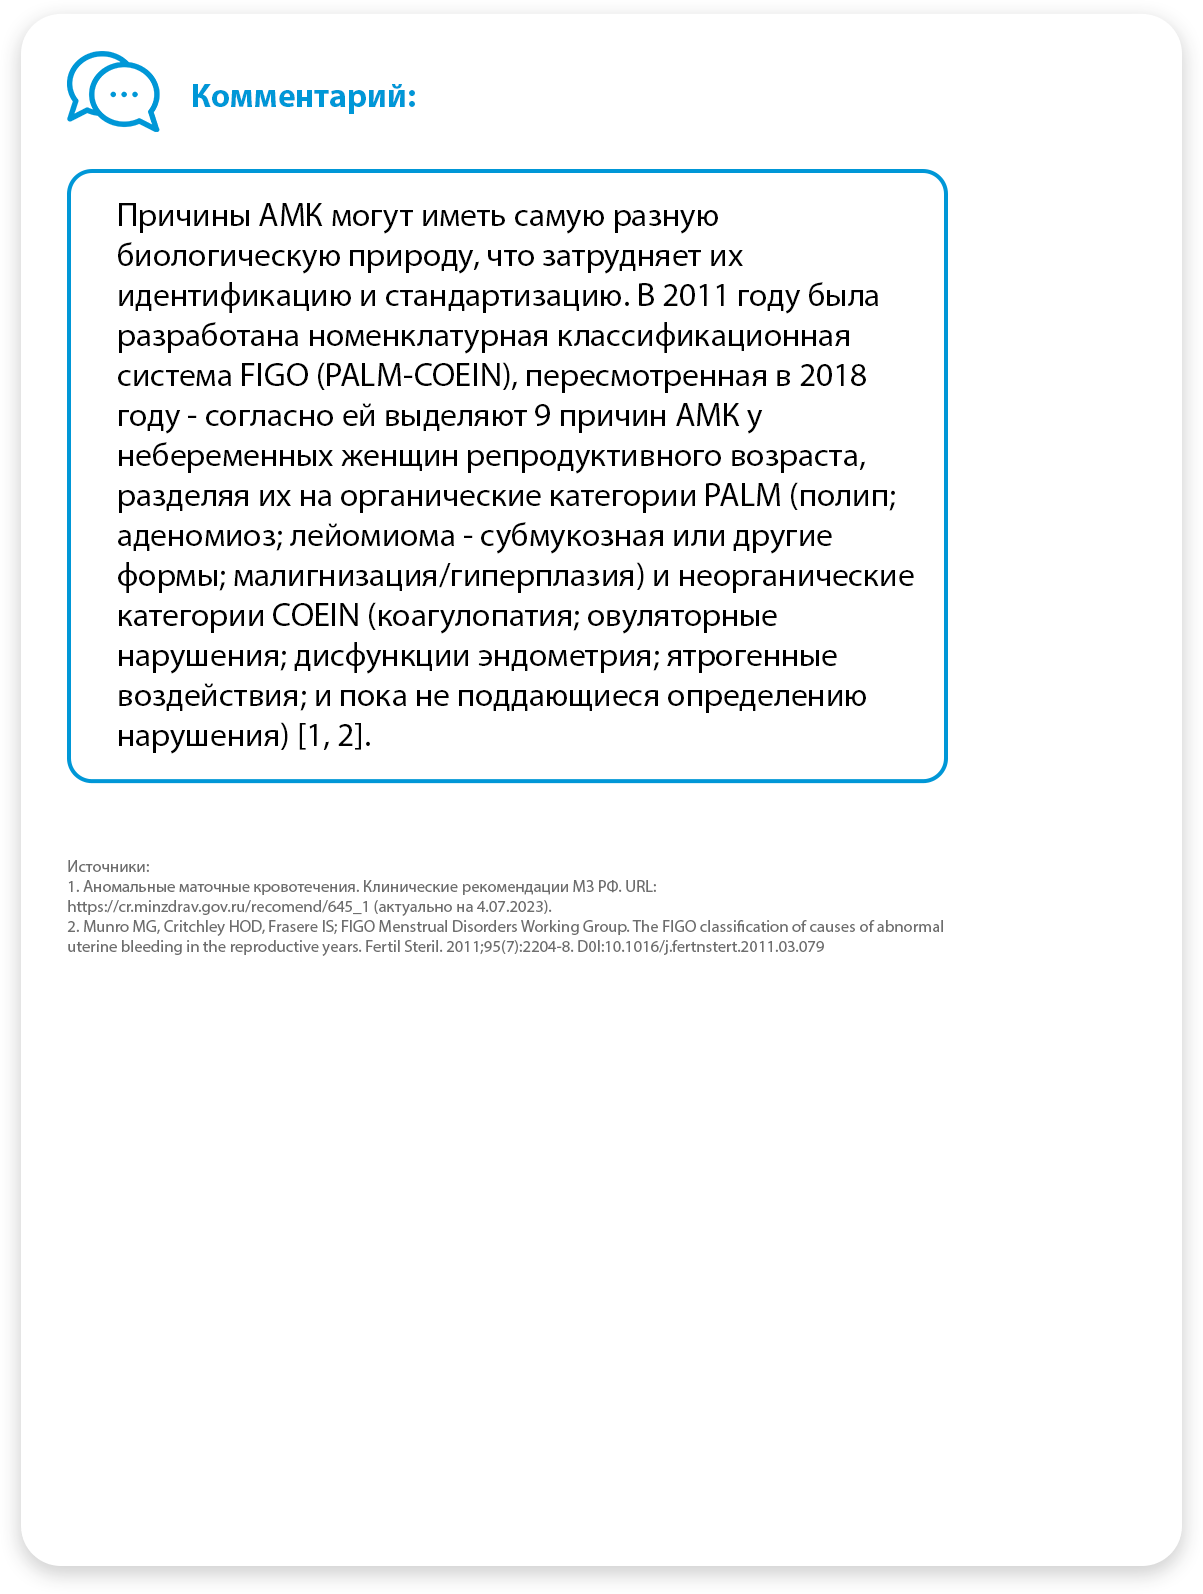 Комментарий:
Причины АМК могут иметь самую разную
биологическую природу, что затрудняет их
идентификацию и стандартизацию. В 2011 году была
разработана номенклатурная классификационная
система FIGO (PALM-COEIN), пересмотренная в 2018
году - согласно ей выделяют 9 причин АМК у
небеременных женщин репродуктивного возраста,
разделяя их на органические категории PALM (полип;
аденомиоз; лейомиома - субмукозная или другие
формы; малигнизация/гиперплазия) и неорганические
категории COEIN (коагулопатия; овуляторные
нарушения; дисфункции эндометрия; ятрогенные
воздействия; и пока не поддающиеся определению
нарушения) [1, 2].
Источники:
1. Аномальные маточные кровотечения. Клинические рекомендации МЗ РФ. URL:
https://cr.minzdrav.gov.ru/recomend/645_1 (актуально на 4.07.2023).
2. Munro MG, Critchley HOD, Frasere IS; FIGO Menstrual Disorders Working Group. The FIGO classification of causes of abnormal
uterine bleeding in the reproductive years. Fertil Steril. 2011;95(7):2204-8. D0I:10.1016/j.fertnstert.2011.03.079